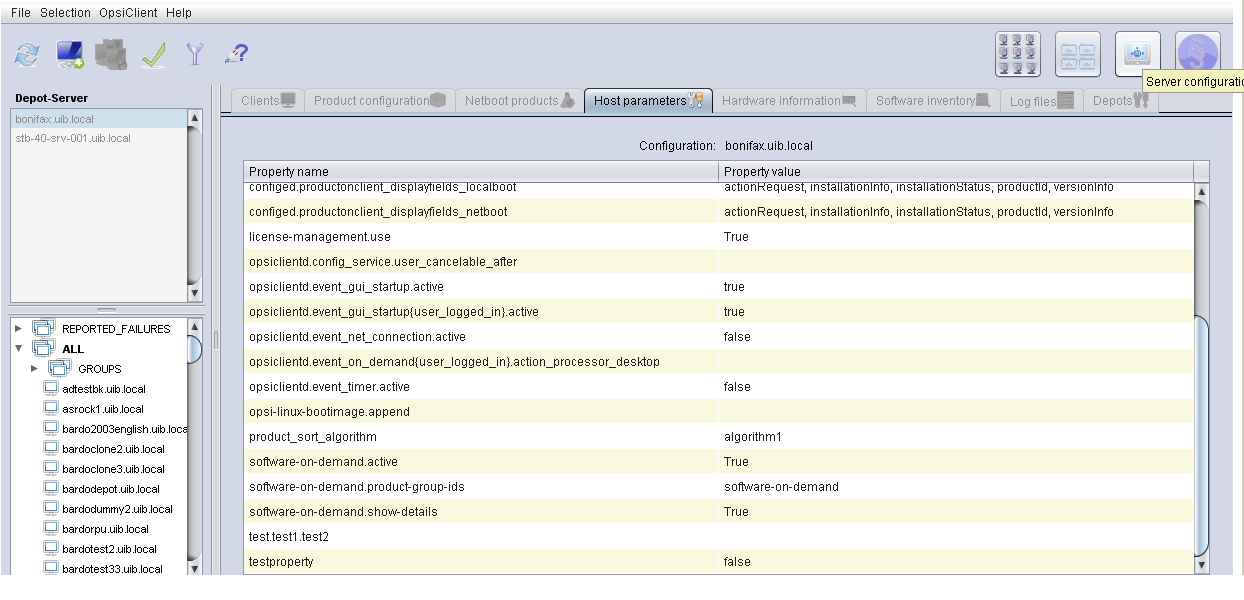 File Selection OpsiClient Help
Server configuratio
Depot-Server
bonifax.uib.local
stb-40-srv-001.uib.local
REPORTED_FAILURES
ALL
GROUPS
adtestbk.uib.local
asrock1.uib.local
bardo2003english.uib.loca
bardoclone2.uib.local
bardoclone3.uib.local
bardodepot.uib.local
bardodummy2.uib.local
bardorpu.uib.local
bardotest2.uib.local
bardotest33.uib.local
Clients Product configuration Netboot products Host parameters Hardware information Software inventory Log files Depots
Configuration: bonifax.uib.local
Property name Property value
configed.productonclient_displayfields_localboot actionRequest, installationInfo, installationStatus, productId, versionInfo
configed.productonclient_displayfields_netboot actionRequest, installationInfo, installationStatus, productId, versionInfo
license-management.use True
opsiclientd.config_service.user_cancelable_after
opsiclientd.event_gui_startup.active true
opsiclientd.event_gui_startup{user_logged_in}.active true
opsiclientd.event_net_connection.active false
opsiclientd.event_on_demand{user_logged_in}.action_processor_desktop
opsiclientd.event_timer.active false
opsi-linux-bootimage.append
product_sort_algorithm algorithm1
software-on-demand.active True
software-on-demand.product-group-ids software-on-demand
software-on-demand.show-details True
test.test1.test2
testproperty false